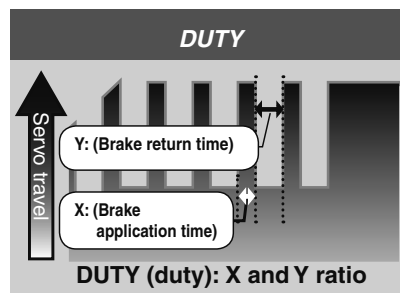 DUTY
Servo travel
Y: (Brake return time)
X: (Brake
application time)
DUTY (duty): X and Y ratio